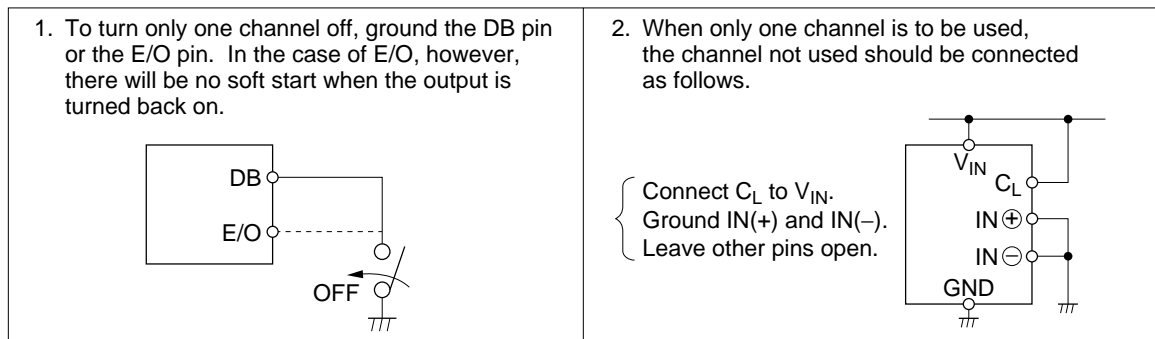 1. To turn only one channel off, ground the DB pin
or the E/O pin. In the case of E/O, however,
there will be no soft start when the output is
turned back on.
DB
E/O
OFF
2. When only one channel is to be used,
the channel not used should be connected
as follows.
Connect CL to VIN.
Ground IN(+) and IN(−).
Leave other pins open.
VIN
CL
IN ⊕
IN ⊖
GND